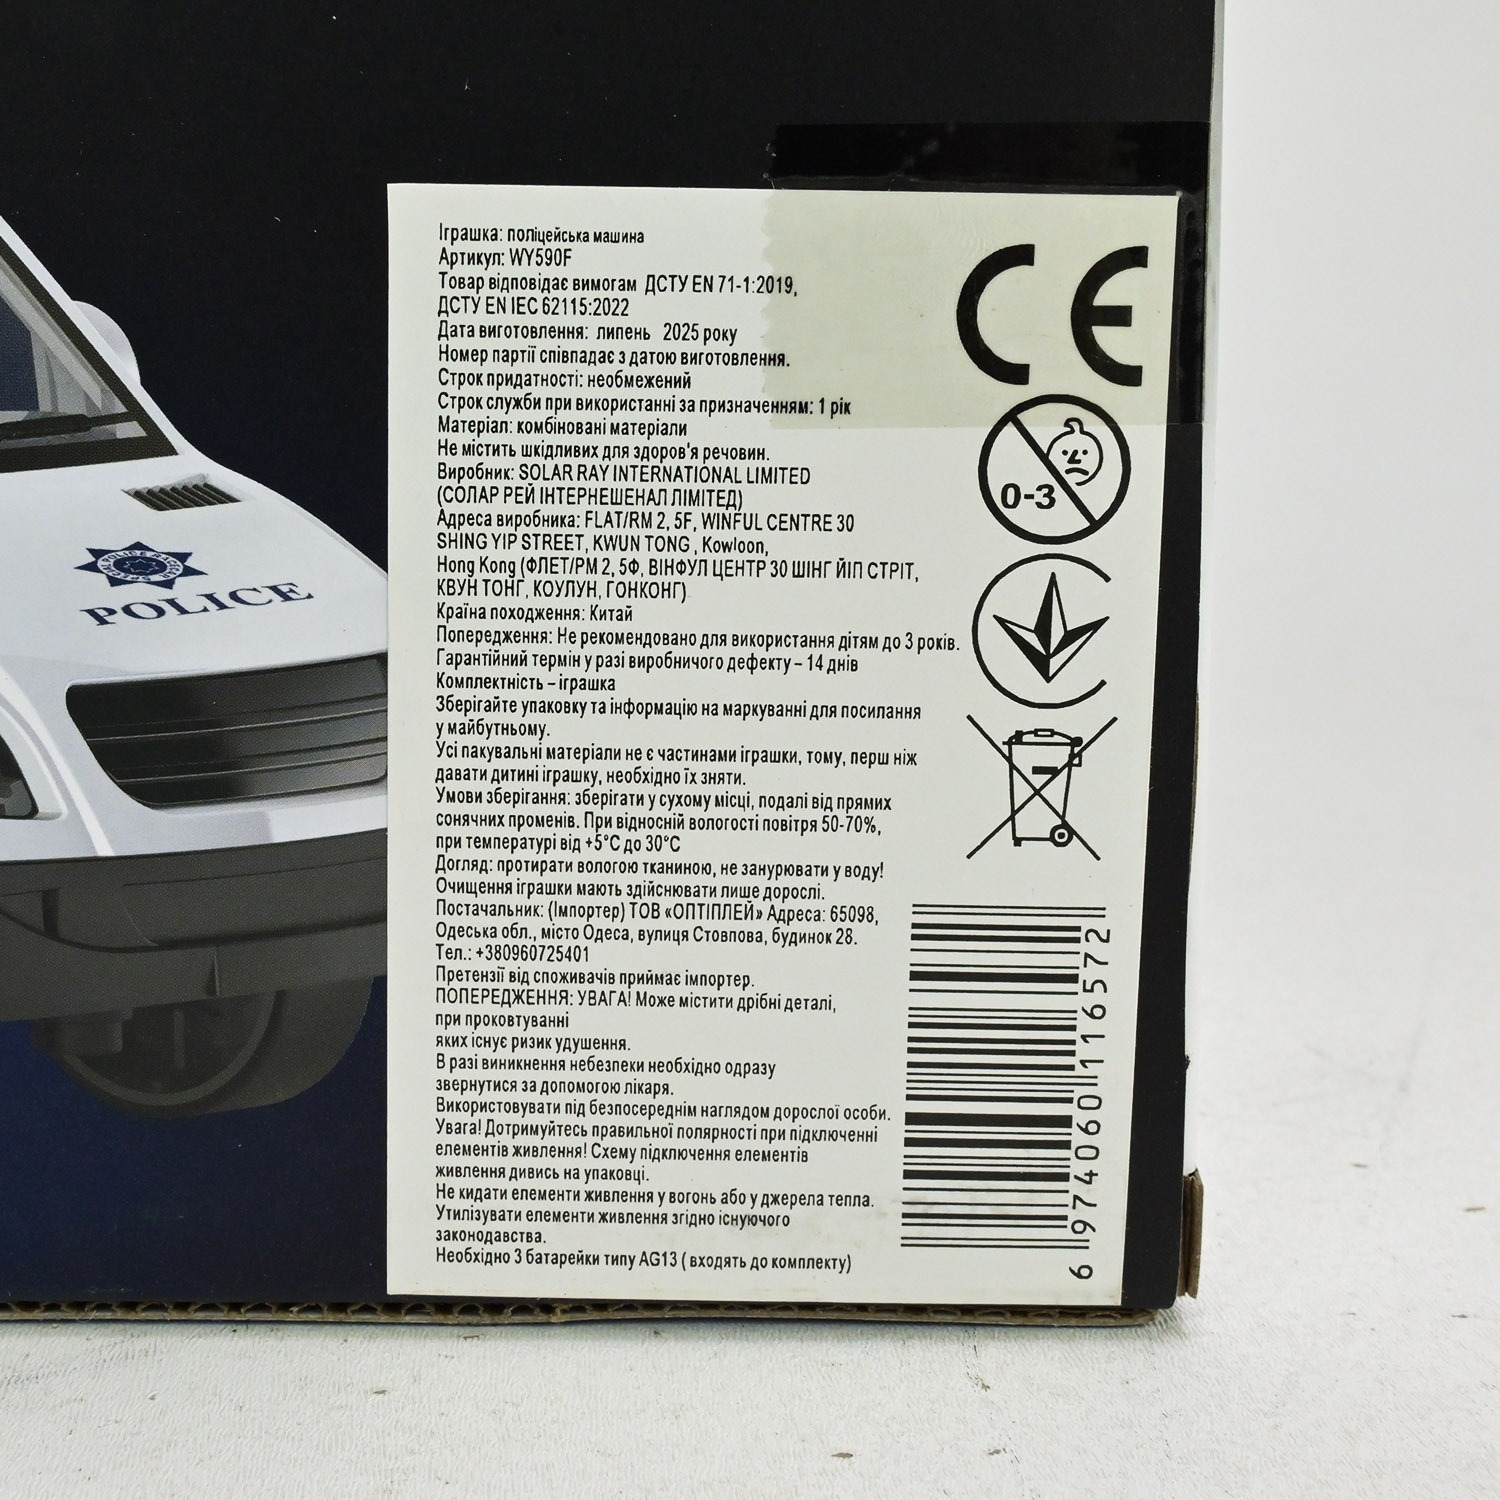 POLICE
Іграшка: поліцейська машина
Артикул: WY590F
Товар відповідає вимогам ДСТУ EN 71-1:2019,
ДСТУ EN IEC 62115:2022
Дата виготовлення: липень 2025 року
Номер партії співпадає з датою виготовлення.
Строк придатності: необмежений
Строк служби при використанні за призначенням: 1 рік
Матеріал: комбіновані матеріали
Не містить шкідливих для здоров'я речовин.
Виробник: SOLAR RAY INTERNATIONAL LIMITED
(СОЛАР РЕЙ ІНТЕРНЕШЕНАЛ ЛІМІТЕД)
Адреса виробника: FLAT/RM 2, 5F, WINFUL CENTRE 30
SHING YIP STREET, KWUN TONG , Kowloon,
Hong Kong (ФЛЕТ/РМ 2, 5Ф, ВІНФУЛ ЦЕНТР 30 ШІНГ ЙІП СТРІТ,
КВУН ТОНГ, КОУЛУН, ГОНКОНГ)
Країна походження: Китай
Попередження: Не рекомендовано для використання дітям до 3 років.
Гарантійний термін у разі виробничого дефекту – 14 днів
Комплектність – іграшка
Зберігайте упаковку та інформацію на маркуванні для посилання
у майбутньому.
Усі пакувальні матеріали не є частинами іграшки, тому, перш ніж
давати дитині іграшку, необхідно їх зняти.
Умови зберігання: зберігати у сухому місці, подалі від прямих
сонячних променів. При відносній вологості повітря 50-70%,
при температурі від +5°C до 30°C
Догляд: протирати вологою тканиною, не занурювати у воду!
Очищення іграшки мають здійснювати лише дорослі.
Постачальник: (Імпортер) ТОВ «ОПТІПЛЕЙ» Адреса: 65098,
Одеська обл., місто Одеса, вулиця Стовпова, будинок 28.
Тел.: +380960725401
Претензії від споживачів приймає імпортер.
ПОПЕРЕДЖЕННЯ: УВАГА! Може містити дрібні деталі,
при проковтуванні
яких існує ризик удушення.
В разі виникнення небезпеки необхідно одразу
звернутися за допомогою лікаря.
Використовувати під безпосереднім наглядом дорослої особи.
Увага! Дотримуйтесь правильної полярності при підключенні
елементів живлення! Схему підключення елементів
живлення дивись на упаковці.
Не кидати елементи живлення у вогонь або у джерела тепла.
Утилізувати елементи живлення згідно існуючого
законодавства.
Необхідно 3 батарейки типу AG13 ( входять до комплекту)
CE
0-3
6 974060 116572